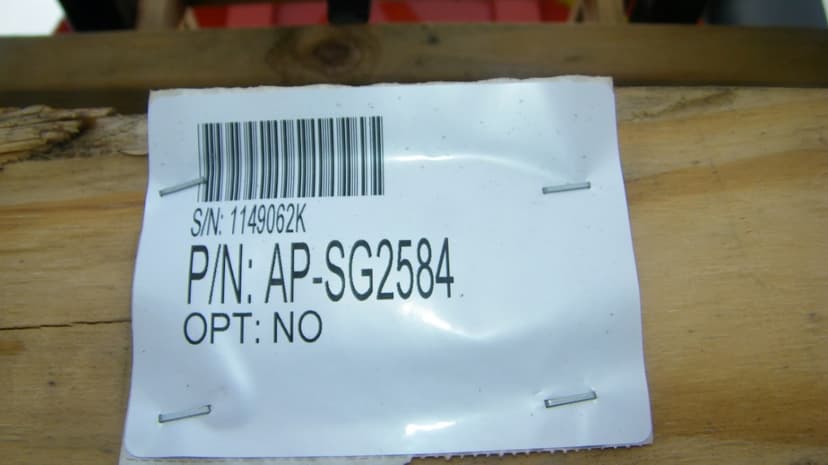 S/N: 1149062K
P/N: AP-SG2584
OPT: NO